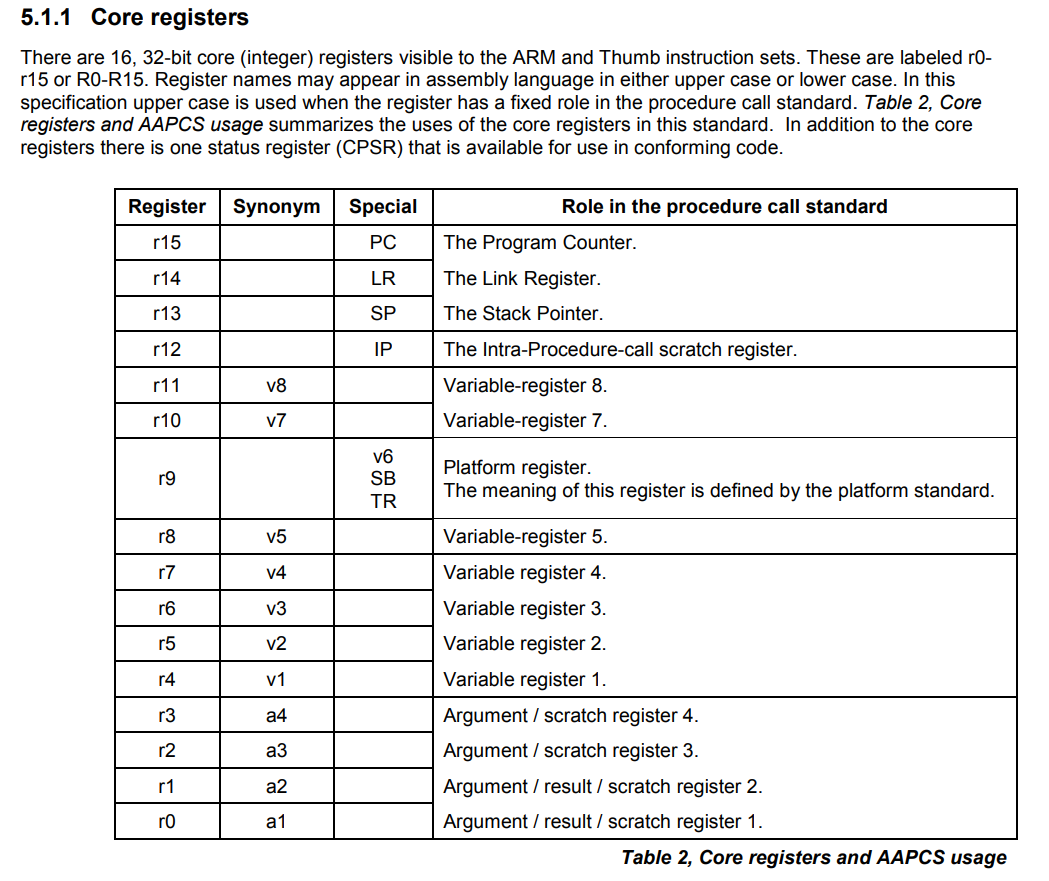 5.1.1 Core registers
There are 16, 32-bit core (integer) registers visible to the ARM and Thumb instruction sets. These are labeled r0-
r15 or R0-R15. Register names may appear in assembly language in either upper case or lower case. In this
specification upper case is used when the register has a fixed role in the procedure call standard. Table 2, Core
registers and AAPCS usage summarizes the uses of the core registers in this standard. In addition to the core
registers there is one status register (CPSR) that is available for use in conforming code.
Register Synonym Special Role in the procedure call standard
r15 PC The Program Counter.
r14 LR The Link Register.
r13 SP The Stack Pointer.
r12 IP The Intra-Procedure-call scratch register.
r11 v8 Variable-register 8.
r10 v7 Variable-register 7.
r9 v6
SB
TR
Platform register.
The meaning of this register is defined by the platform standard.
r8 v5 Variable-register 5.
r7 v4 Variable register 4.
r6 v3 Variable register 3.
r5 v2 Variable register 2.
r4 v1 Variable register 1.
r3 a4 Argument / scratch register 4.
r2 a3 Argument / scratch register 3.
r1 a2 Argument / result / scratch register 2.
r0 a1 Argument / result / scratch register 1.
Table 2, Core registers and AAPCS usage